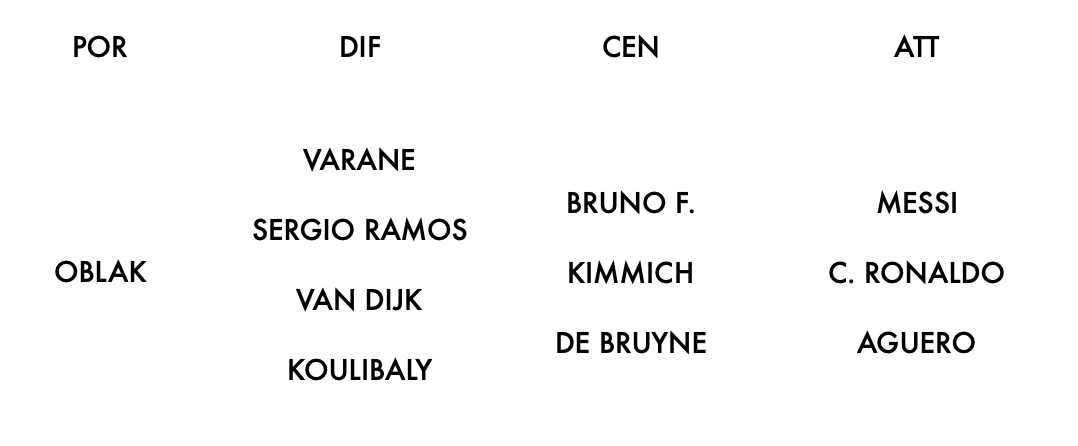 POR
OBLAK
DIF
VARANE
SERGIO RAMOS
VAN DIJK
KOULIBALY
CEN
BRUNO F.
KIMMICH
DE BRUYNE
ATT
MESSI
C. RONALDO
AGUERO